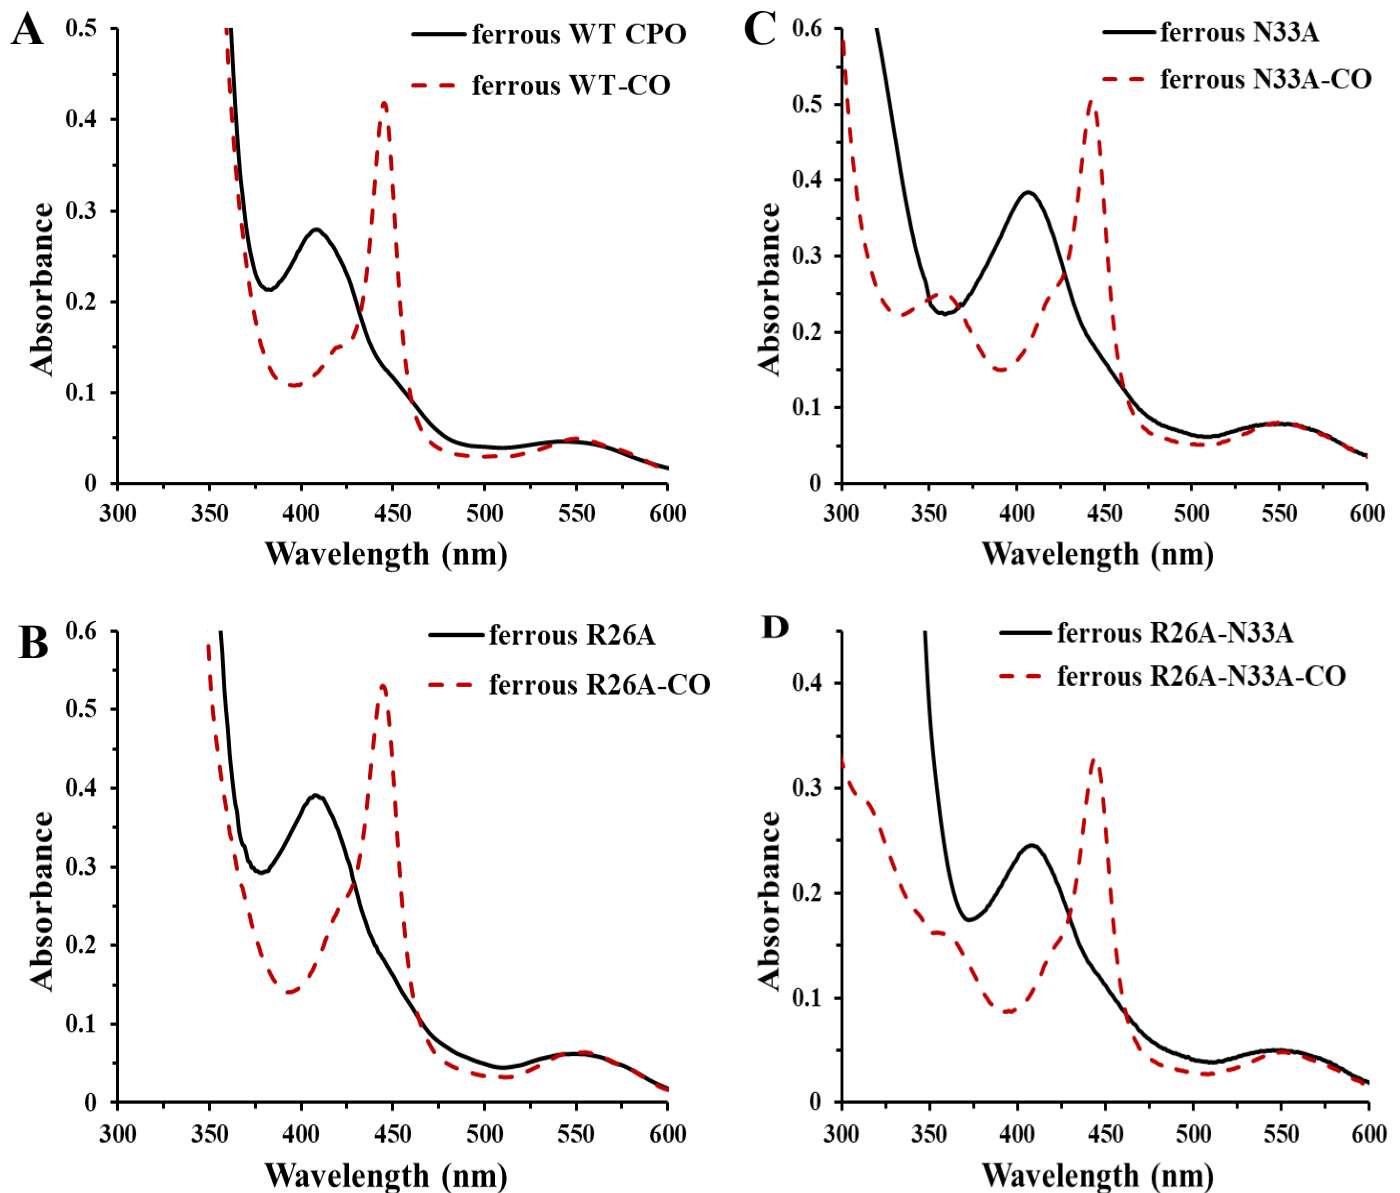 A
ferrous WT CPO
ferrous WT-CO
0.5
0.4
0.3
0.2
0.1
0
Absorbance
300 350 400 450 500 550 600
Wavelength (nm)
C
ferrous N33A
ferrous N33A-CO
0.6
0.5
0.4
0.3
0.2
0.1
0
Absorbance
300 350 400 450 500 550 600
Wavelength (nm)
B
ferrous R26A
ferrous R26A-CO
0.6
0.5
0.4
0.3
0.2
0.1
0
Absorbance
300 350 400 450 500 550 600
Wavelength (nm)
D
ferrous R26A-N33A
ferrous R26A-N33A-CO
0.4
0.3
0.2
0.1
0
Absorbance
300 350 400 450 500 550 600
Wavelength (nm)